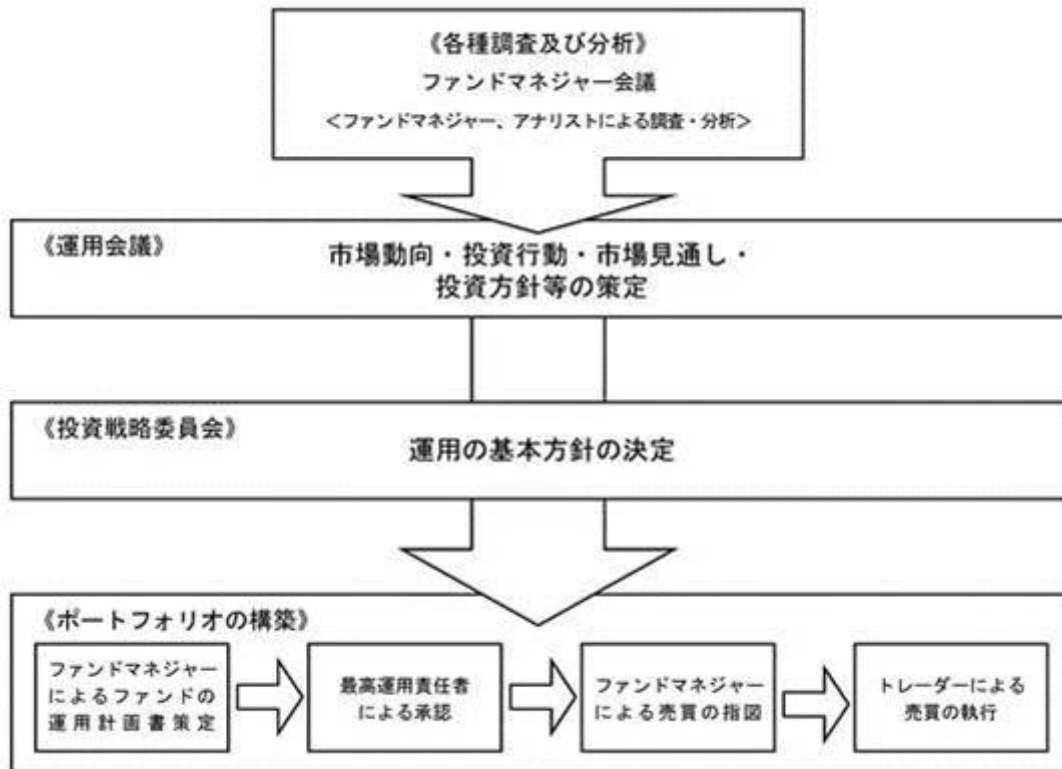 《各種調査及び分析》
ファンドマネジャー会議
<ファンドマネジャー、アナリストによる調査・分析>
《運用会議》
市場動向・投資行動・市場見通し・
投資方針等の策定
《投資戦略委員会》
運用の基本方針の決定
《ポートフォリオの構築》
ファンドマネジャー
によるファンドの
運用計画書策定
最高運用責任者
による承認
ファンドマネジャー
による売買の指図
トレーダーによる
売買の執行